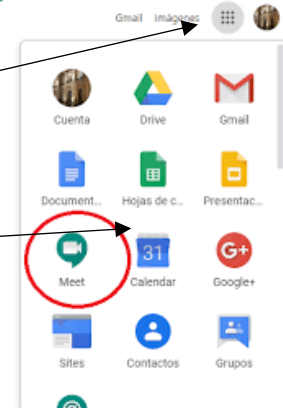 Gmail Imágenes
Cuenta Drive Gmail
Document... Hojas de c... Presentac...
31
G+
Meet Calendar Google+
Sites Contactos Grupos